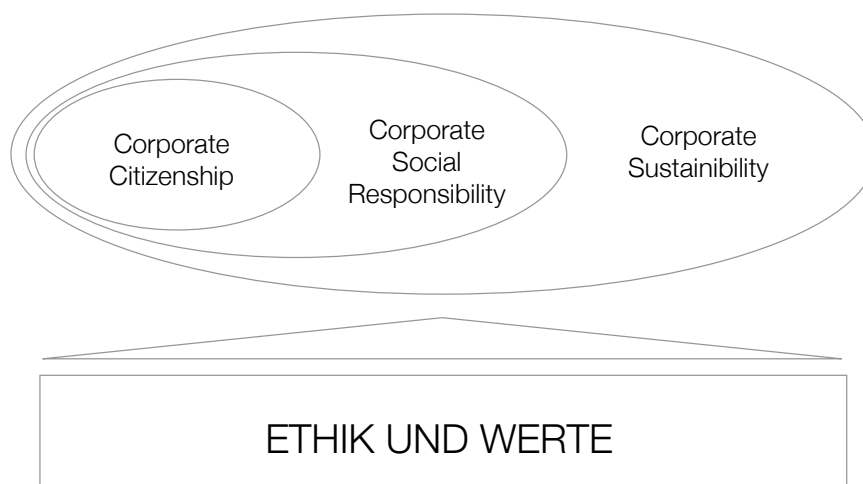 Corporate
Citizenship
Corporate
Social
Responsibility
Corporate
Sustainibility
ETHIK UND WERTE